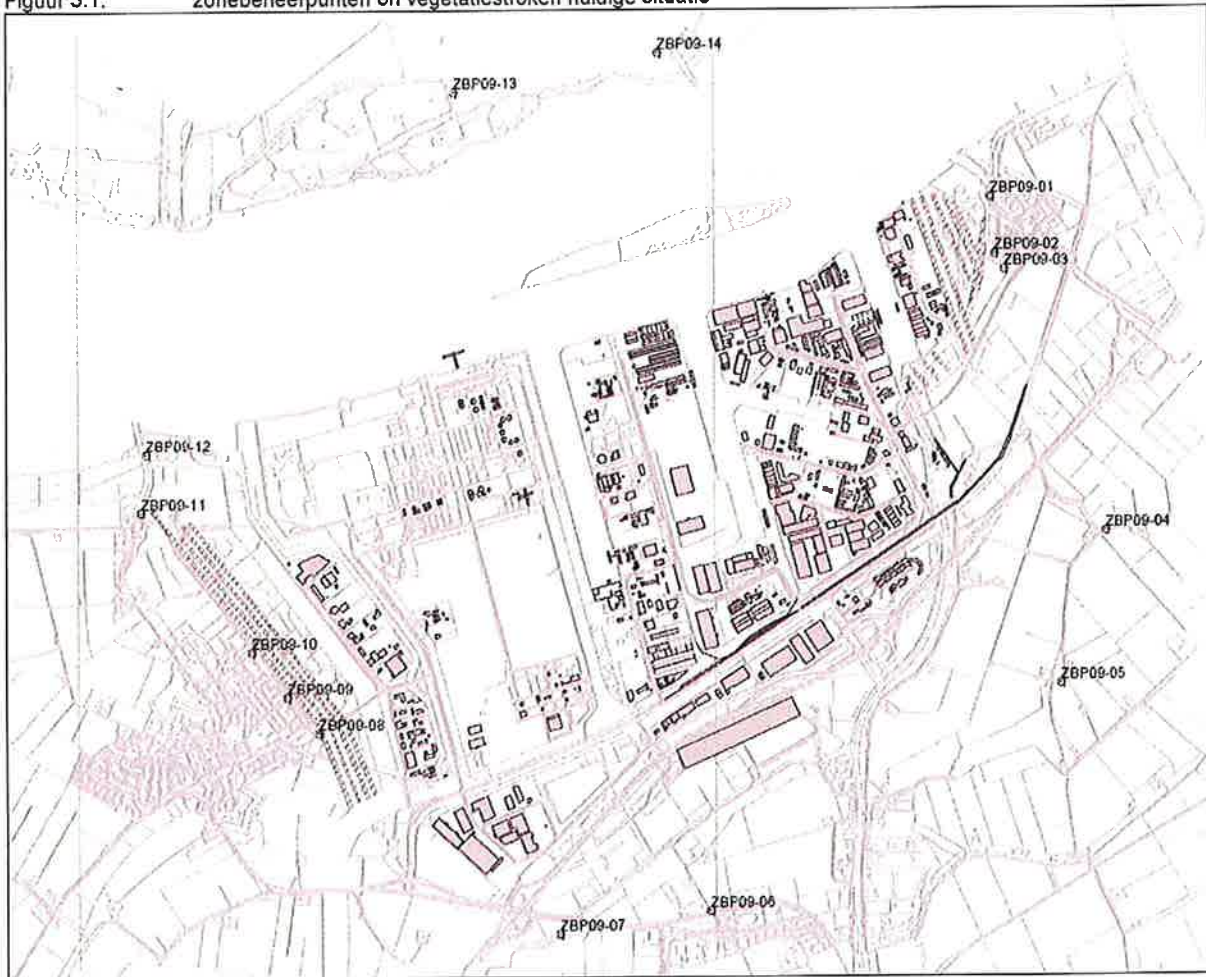 Figuur 3.1. zonebeheerpunten en vegetatiestroken huidige situatie
ZBP09-14
ZBP09-13
ZBP09-01
ZBP09-02
ZBP09-03
ZBP09-12
ZBP09-11
ZBP09-04
ZBP09-10
ZBP09-05
ZBP09-09
ZBP09-08
ZBP09-06
ZBP09-07